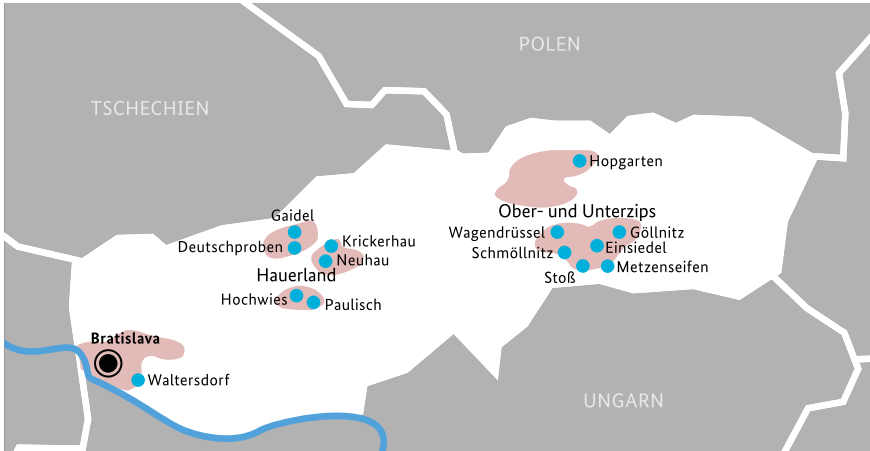 POLEN
TSCHECHIEN
Hopgarten
Ober- und Unterzips
Gaidel
Wagendrüssel
Göllnitz
Krickerhau
Deutschproben
Einsiedel
Schmöllnitz
Neuhau
Metzenseifen
Hauerland
Stoß
Hochwies
Paulisch
Bratislava
Waltersdorf
UNGARN